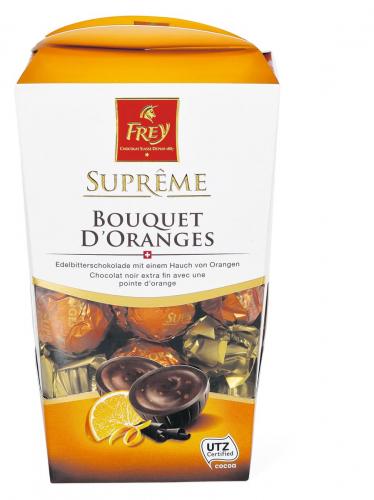 FREY
CHOCOLAT SUISSE DEPUIS 1887
SUPRÊME
BOUQUET
D'ORANGES
Edelbitterschokolade mit einem Hauch von Orangen
Chocolat noir extra fin avec une
pointe d'orange
UTZ
Certified
cocoa